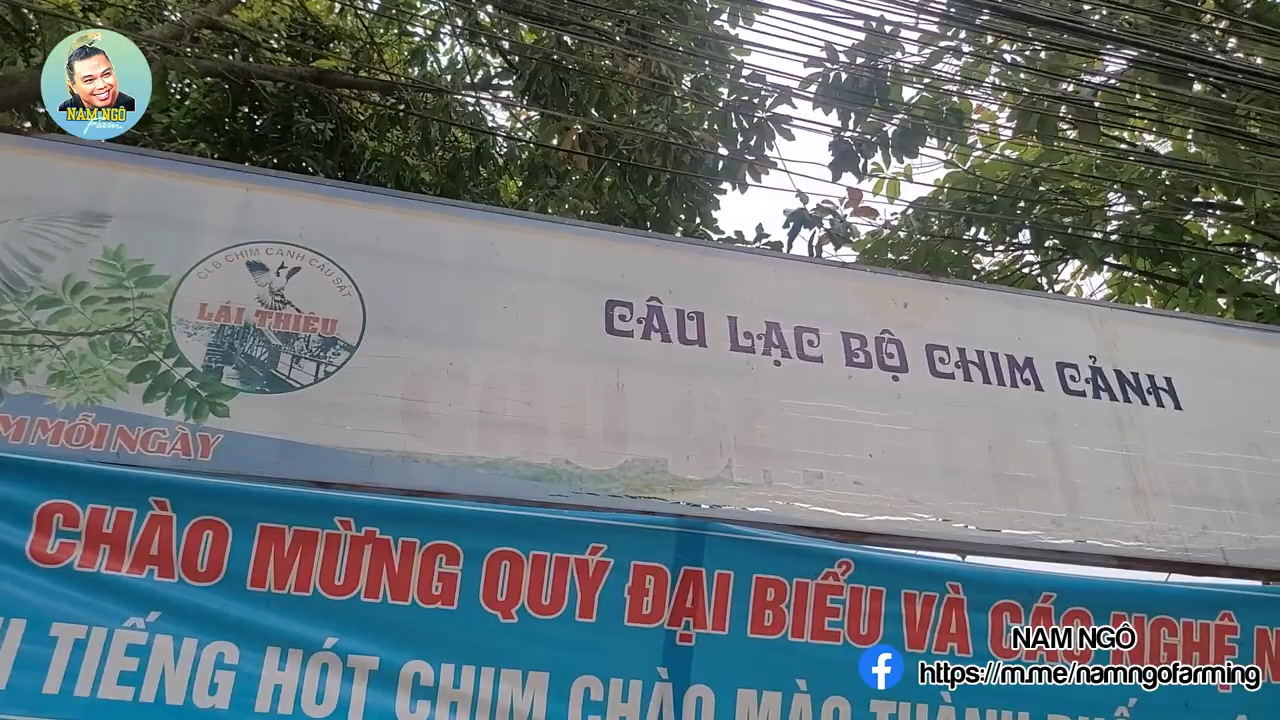 NAM NGÔ
Farm
CLB CHIM CẢNH CẦU SẮT
LÁI THIÊU
CÂU LẠC BỘ CHIM CẢNH
M MỖI NGÀY
CHÀO MỪNG QUÝ ĐẠI BIỂU VÀ CÁC NGHỆ N
TIẾNG HÓT CHIM CHÀO MÀO THÀNH
NAM NGÔ
https://m.me/namngofarming